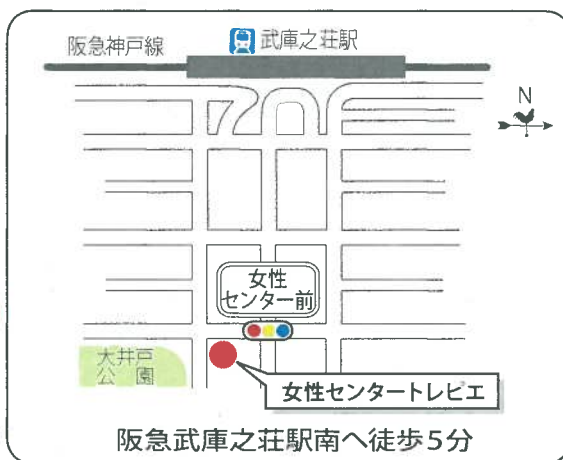 阪急神戸線
武庫之荘駅
N
女性
センター前
大井戸
公園
女性センタートレピエ
阪急武庫之荘駅南へ徒歩5分